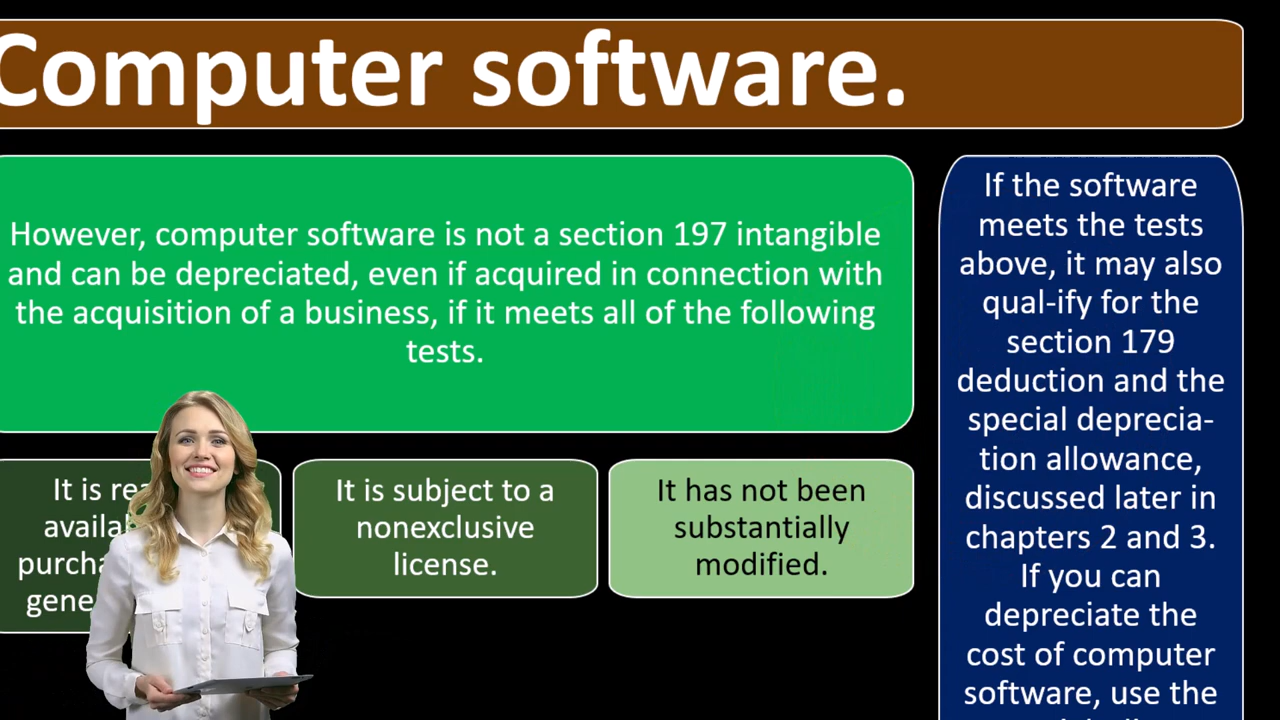 Computer software.
However, computer software is not a section 197 intangible
and can be depreciated, even if acquired in connection with
the acquisition of a business, if it meets all of the following
tests.
It is
It is subject to a
nonexclusive
license.
It has not been
substantially
modified.
If the software
meets the tests
above, it may also
qual-ify for the
section 179
deduction and the
special deprecia-
tion allowance,
discussed later in
chapters 2 and 3.
If you can
depreciate the
cost of computer
software, use the